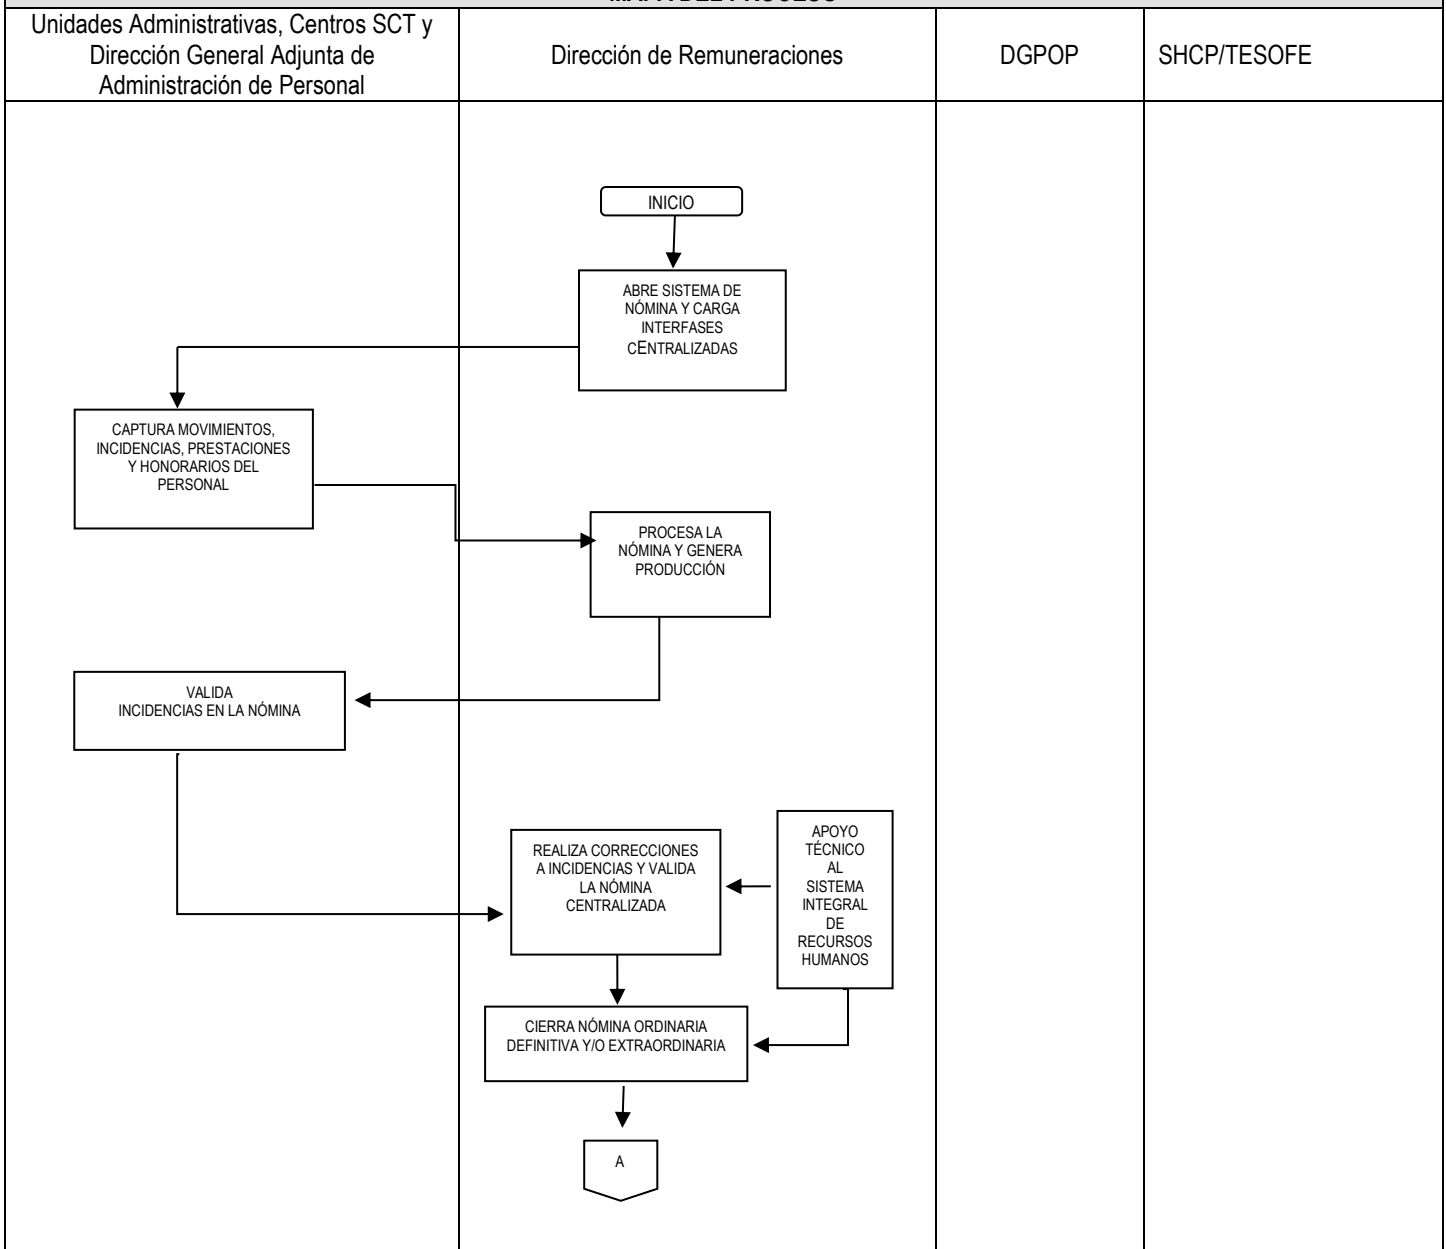 MAPA DEL PROCESO
Unidades Administrativas, Centros SCT y
Dirección General Adjunta de
Administración de Personal
Dirección de Remuneraciones
DGPOP
SHCP/TESOFE
INICIO
ABRE SISTEMA DE
NÓMINA Y CARGA
INTERFASES
CENTRALIZADAS
CAPTURA MOVIMIENTOS,
INCIDENCIAS, PRESTACIONES
Y HONORARIOS DEL
PERSONAL
PROCESA LA
NÓMINA Y GENERA
PRODUCCIÓN
VALIDA
INCIDENCIAS EN LA NÓMINA
REALIZA CORRECCIONES
A INCIDENCIAS Y VALIDA
LA NÓMINA
CENTRALIZADA
APOYO
TÉCNICO
AL
SISTEMA
INTEGRAL
DE
RECURSOS
HUMANOS
CIERRA NÓMINA ORDINARIA
DEFINITIVA Y/O EXTRAORDINARIA
A